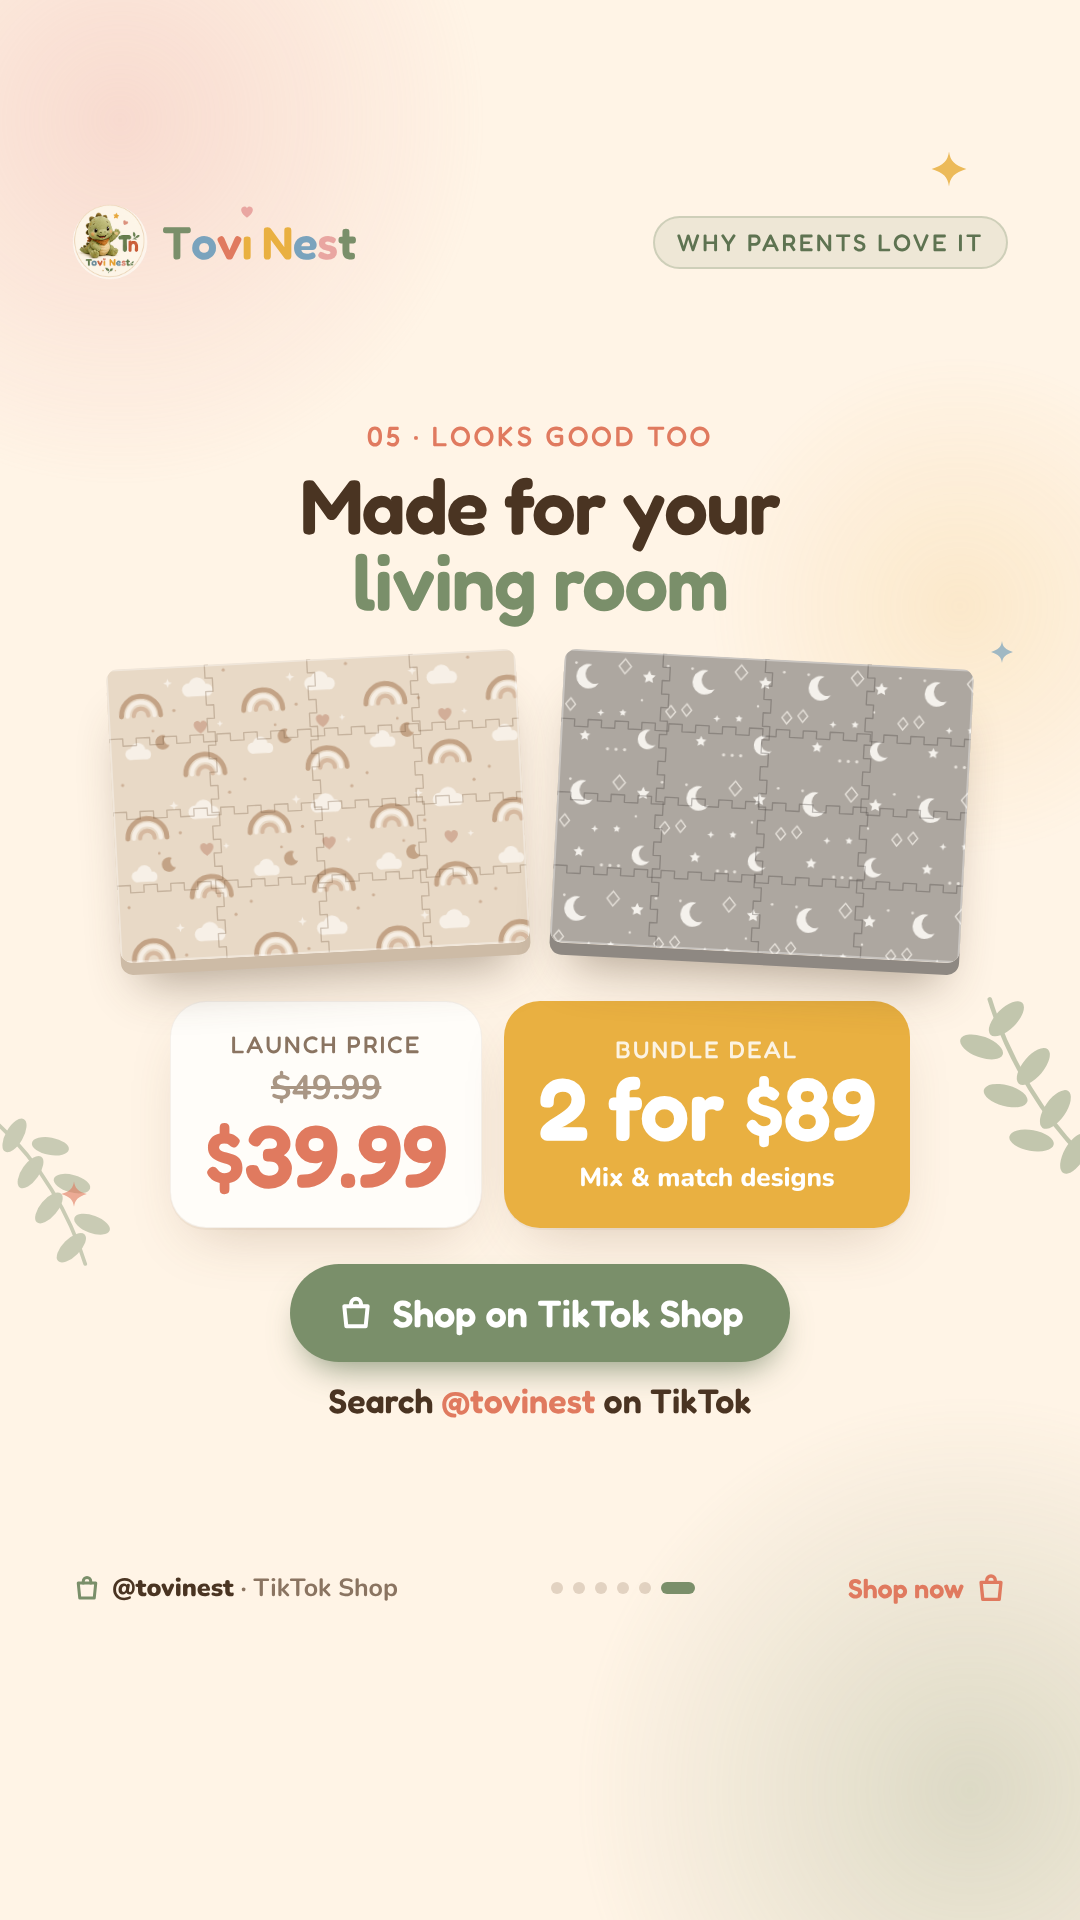 Tn
Tovi Nest
Tovi Nest
WHY PARENTS LOVE IT
05 · LOOKS GOOD TOO
Made for your
living room
LAUNCH PRICE
$49.99
$39.99
BUNDLE DEAL
2 for $89
Mix & match designs
Shop on TikTok Shop
Search @tovinest on TikTok
@tovinest · TikTok Shop
Shop now